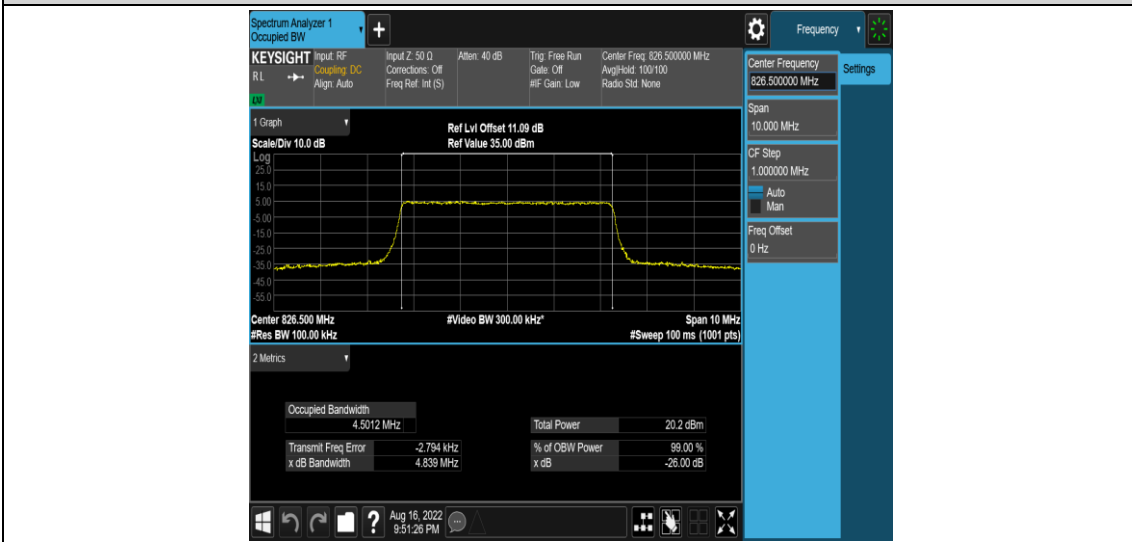 Spectrum Analyzer 1
Occupied BW
+
Frequency
KEYSIGHT
RL
LXI
Input: RF
Coupling: DC
Align: Auto
Input Z: 50 Ω
Corrections: Off
Freq Ref: Int (S)
Atten: 40 dB
Trig: Free Run
Gate: Off
#IF Gain: Low
Center Freq: 826.500000 MHz
Avg|Hold: 100/100
Radio Std: None
Center Frequency
826.500000 MHz
Settings
Span
10.000 MHz
CF Step
1.000000 MHz
Auto
Man
Freq Offset
0 Hz
1 Graph
Scale/Div 10.0 dB
Ref Lvl Offset 11.09 dB
Ref Value 35.00 dBm
Log
25.0
15.0
5.00
-5.00
-15.0
-25.0
-35.0
-45.0
-55.0
Center 826.500 MHz
#Video BW 300.00 kHz*
Span 10 MHz
#Res BW 100.00 kHz
#Sweep 100 ms (1001 pts)
2 Metrics
Occupied Bandwidth
4.5012 MHz
Total Power 20.2 dBm
Transmit Freq Error -2.794 kHz
% of OBW Power 99.00 %
x dB Bandwidth 4.839 MHz
x dB -26.00 dB
?
Aug 16, 2022
9:51:26 PM